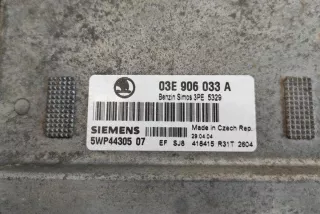 03E 906 033 A
Benzin Simos 3PE 5329
SIEMENS
Made in Czech Rep.
29.04.04
5WP44305 07
EF SJ8 418415 R31T 2604